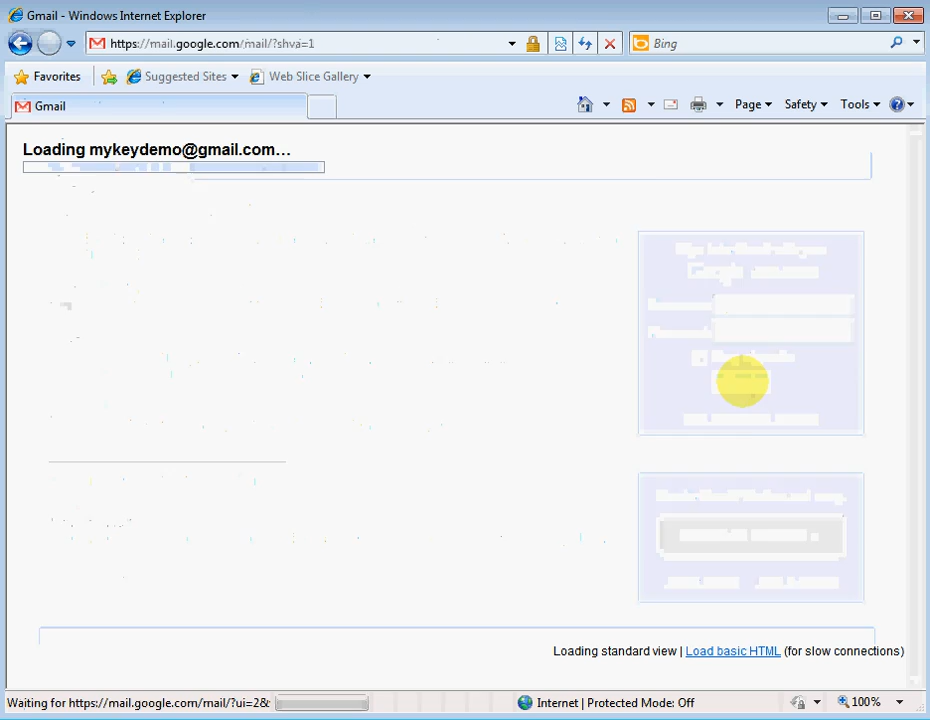 Gmail - Windows Internet Explorer
https://mail.google.com/mail/?shva=1
Bing
Favorites
Suggested Sites
Web Slice Gallery
Gmail
Page
Safety
Tools
Loading mykeydemo@gmail.com…
Loading standard view | Load basic HTML (for slow connections)
Waiting for https://mail.google.com/mail/?ui=2&
Internet | Protected Mode: Off
100%